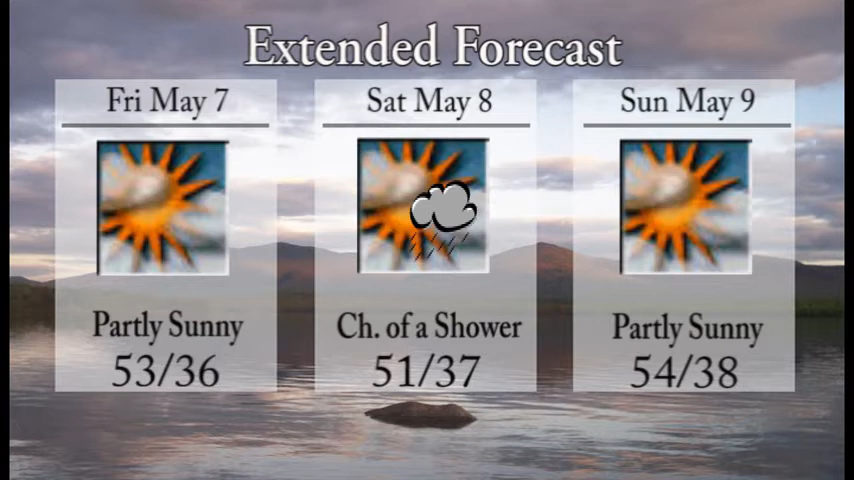 Extended Forecast
Fri May 7
Partly Sunny
53/36
Sat May 8
Ch. of a Shower
51/37
Sun May 9
Partly Sunny
54/38